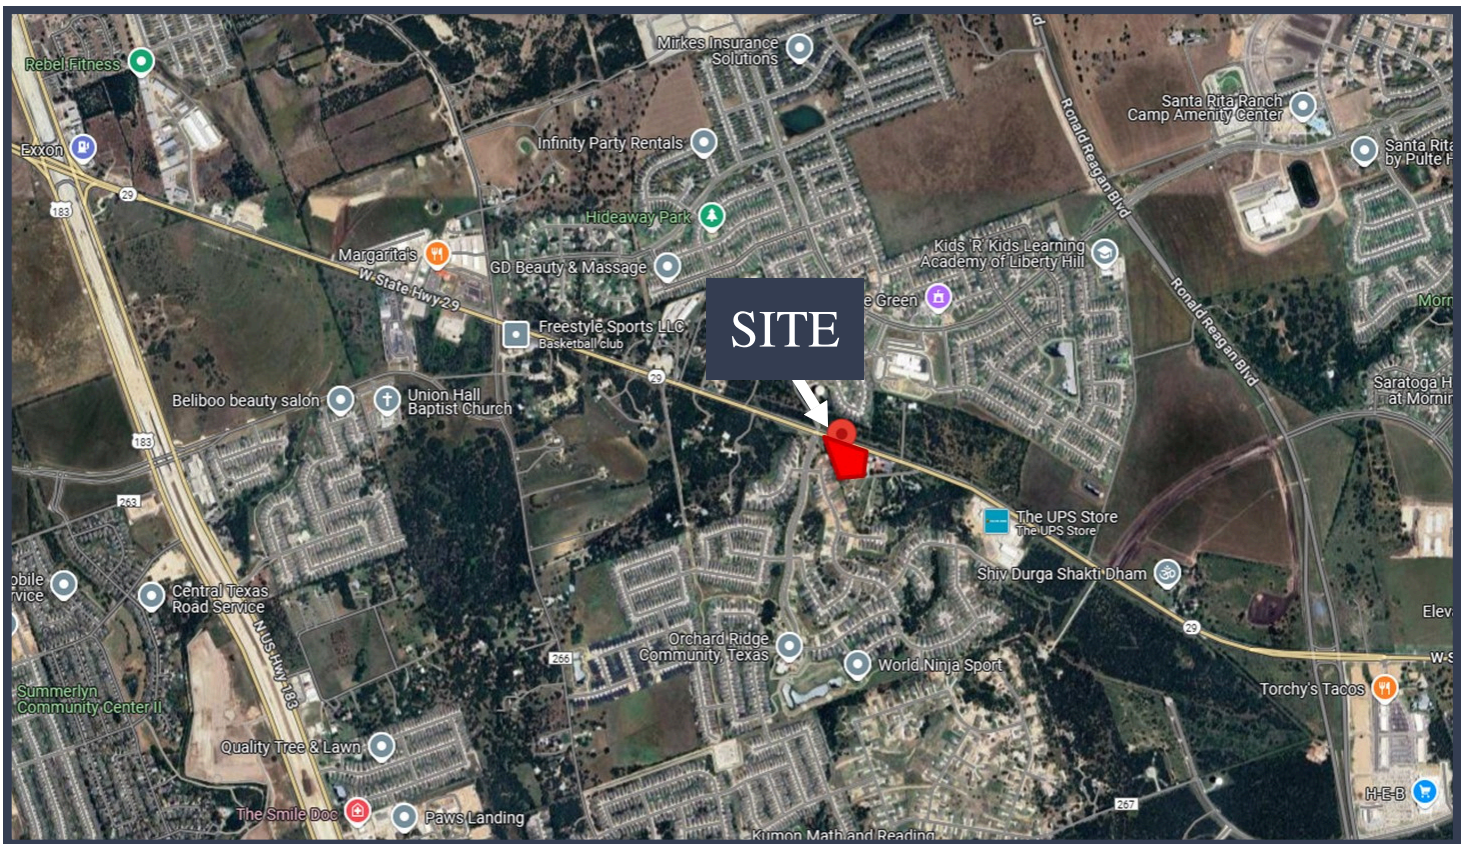 Mirkes Insurance
Solutions
Rebel Fitness
Santa Rita Ranch
Camp Amenity Center
Ronald Reagan Blvd
Infinity Party Rentals
Exxon
Santa Rita
by Pulte H
29
183
Hideaway Park
Margarita's
GD Beauty & Massage
Kids 'R' Kids Learning
Academy of Liberty Hill
W State Hwy 29
e Green
Ronald Reagan Blvd
Morn
SITE
Freestyle Sports LLC
Basketball club
29
Saratoga H
at Mornin
Beliboo beauty salon
Union Hall
Baptist Church
183
263
The UPS Store
The UPS Store
Shiv Durga Shakti Dham
obile
rvice
Central Texas
Road Service
Elev
29
N US Hwy 183
Orchard Ridge
Community, Texas
266
World Ninja Sport
W-S
Summerlyn
Community Center II
Torchy's Tacos
Quality Tree & Lawn
H-E-B
267
The Smile Doc
Paws Landing
Kumon Math and Reading